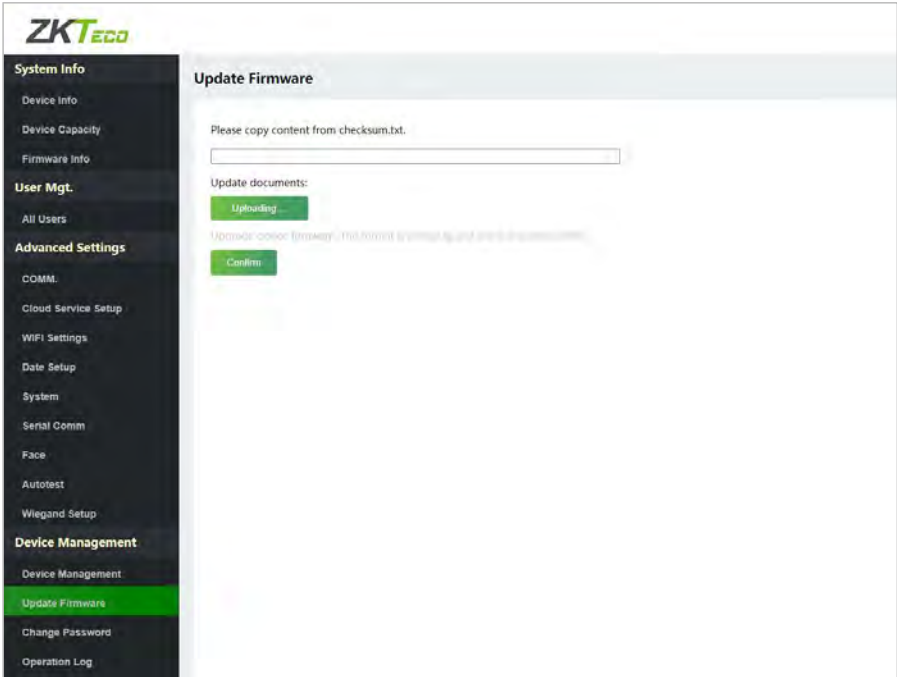 ZKTeco
System Info
Device Info
Device Capacity
Firmware Info
User Mgt.
All Users
Advanced Settings
COMM.
Cloud Service Setup
WIFI Settings
Date Setup
System
Serial Comm
Face
Autotest
Wiegand Setup
Device Management
Device Management
Update Firmware
Change Password
Operation Log
Update Firmware
Please copy content from checksum.txt.
Update documents:
Uploading...
Confirm